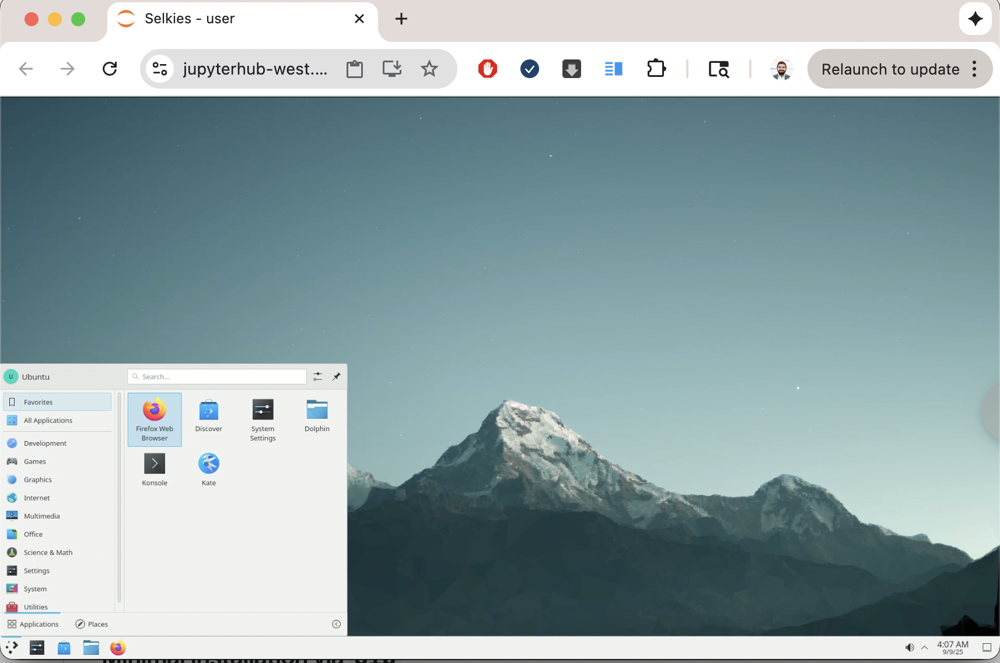 Selkies - user
jupyterhub-west....
Relaunch to update
U
Ubuntu
Search...
Favorites
All Applications
Development
Games
Graphics
Internet
Multimedia
Office
Science & Math
Settings
System
Utilities
Firefox Web
Browser
Discover
System
Settings
Dolphin
Konsole
Kate
Applications
Places
4:07 AM
9/9/25